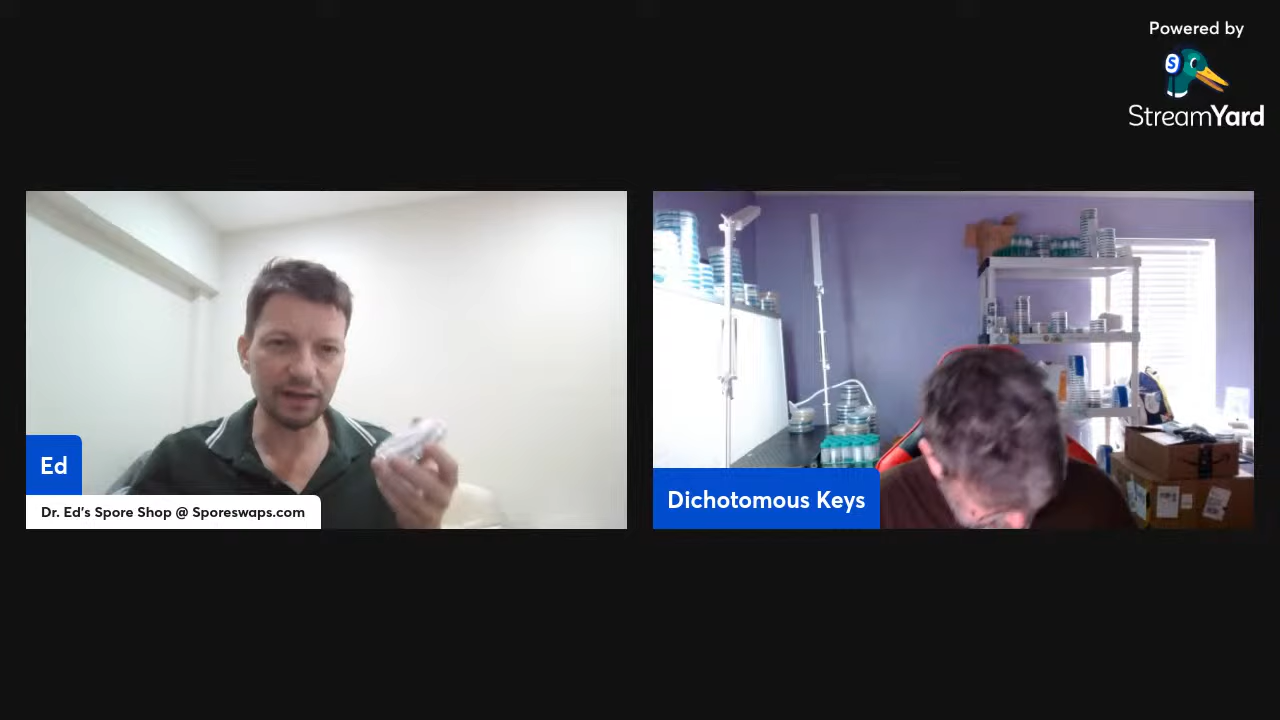 Powered by
S
StreamYard
Ed
Dr. Ed's Spore Shop @ Sporeswaps.com
Dichotomous Keys